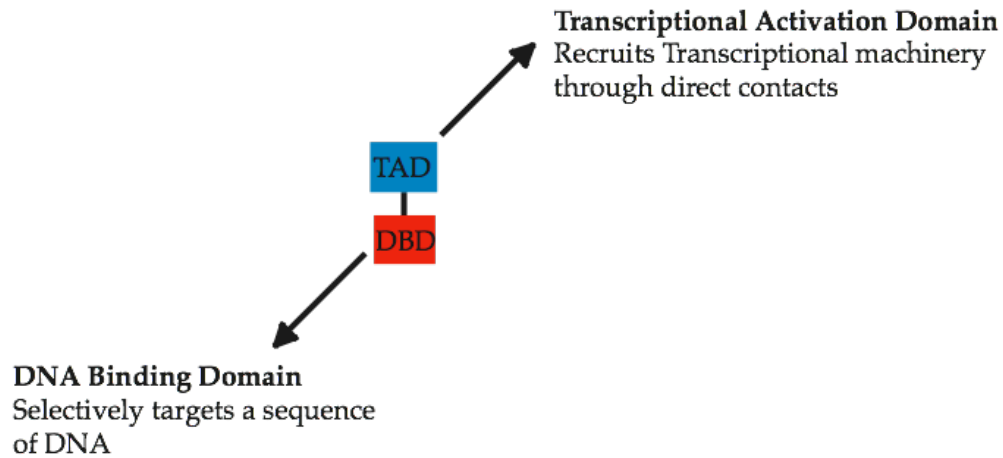 Transcriptional Activation Domain
Recruits Transcriptional machinery
through direct contacts
TAD
DBD
DNA Binding Domain
Selectively targets a sequence
of DNA